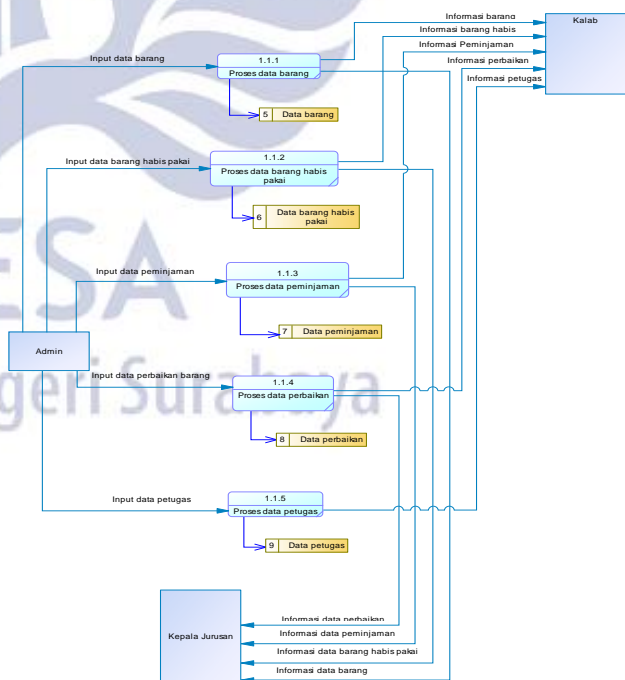 Informasi barang
Kalab
Informasi barang habis
Informasi Peminjaman
Informasi perbaikan
Informasi petugas
Input data barang
1.1.1
Proses data barang
5 Data barang
Input data barang habis pakai
1.1.2
Proses data barang habis
pakai
6 Data barang habis
pakai
Input data peminjaman
1.1.3
Proses data peminjaman
7 Data peminjaman
ESA
Admin
geri Surabaya
Input data perbaikan barang
1.1.4
Proses data perbaikan
8 Data perbaikan
Input data petugas
1.1.5
Proses data petugas
9 Data petugas
Kepala Jurusan
Informasi data perbaikan
Informasi data peminjaman
Informasi data barang habis pakai
Informasi data barang